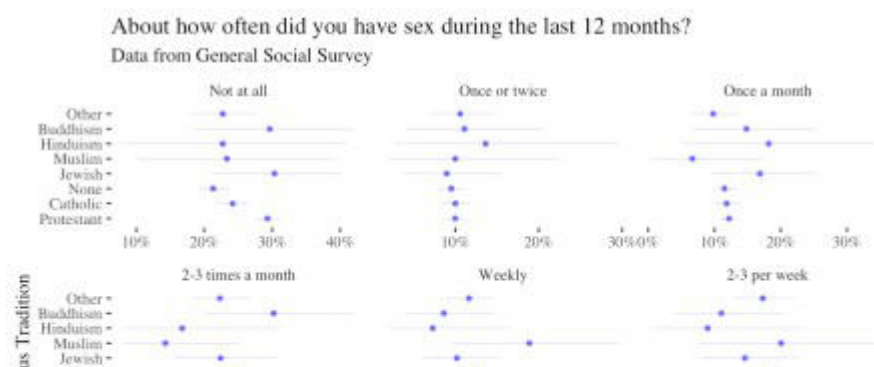 About how often did you have sex during the last 12 months?
Data from General Social Survey
Not at all
Once or twice
Once a month
Other
Buddhism
Hinduism
Muslim
Jewish
None
Catholic
Protestant
10% 20% 30% 40% 10% 20% 30% 0% 10% 20% 30%
2-3 times a month
Weekly
2-3 per week
Other
Buddhism
Hinduism
Muslim
Jewish
us Tradition